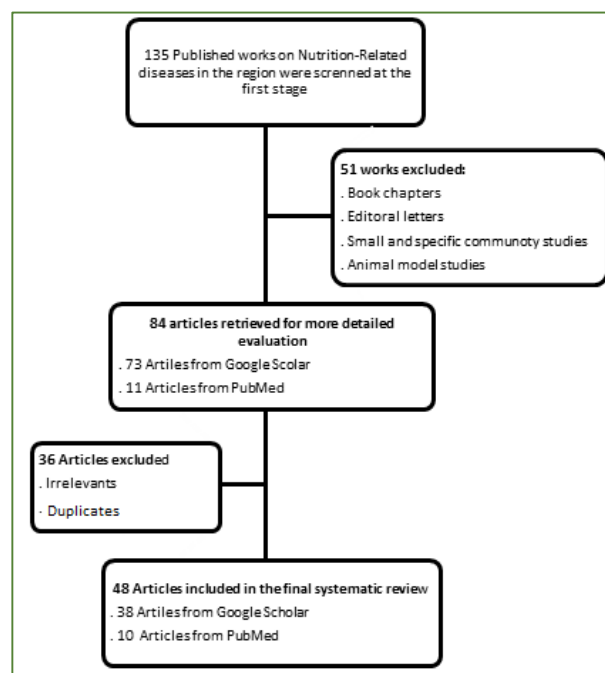 135 Published works on Nutrition-Related
diseases in the region were screnned at the
first stage
51 works excluded:
. Book chapters
. Editoral letters
. Small and specific communoty studies
. Animal model studies
84 articles retrieved for more detailed
evaluation
. 73 Artiles from Google Scolar
. 11 Articles from PubMed
36 Articles excluded
. Irrelevants
· Duplicates
48 Articles included in the final systematic review
. 38 Artiles from Google Scholar
. 10 Articles from PubMed